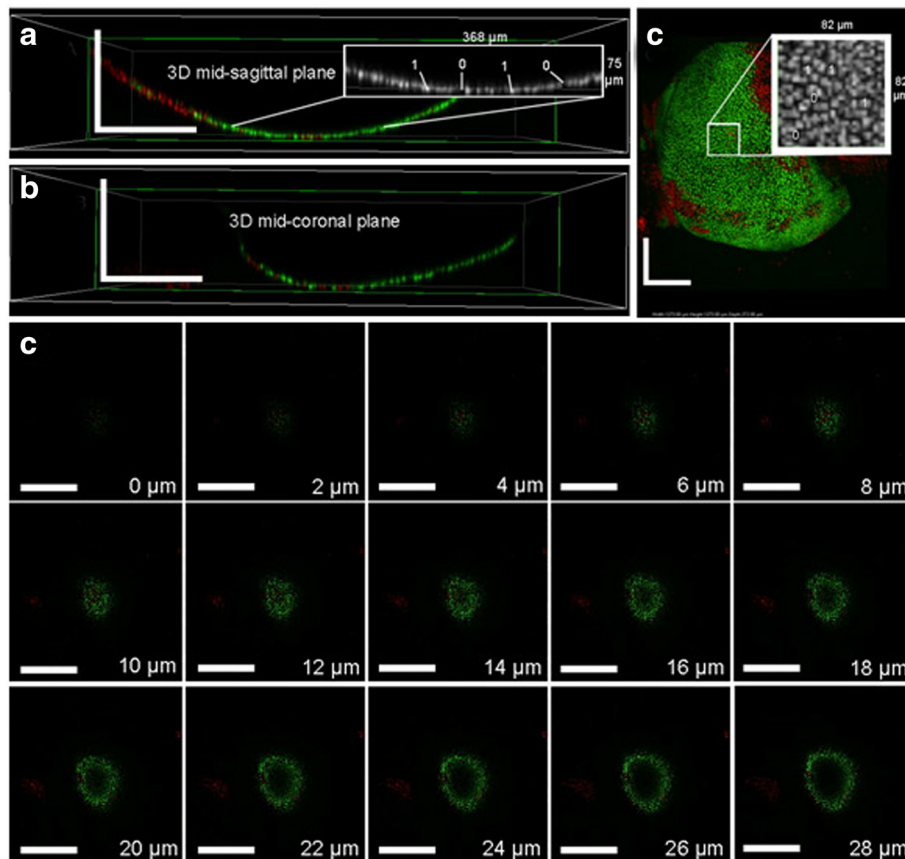 a
3D mid-sagittal plane
368 µm
75
µm
1 0 1 0
b
3D mid-coronal plane
c
82 µm
82
µm
1 1
0 1
0
c
0 µm 2 µm 4 µm 6 µm 8 µm
10 µm 12 µm 14 µm 16 µm 18 µm
20 µm 22 µm 24 µm 26 µm 28 µm